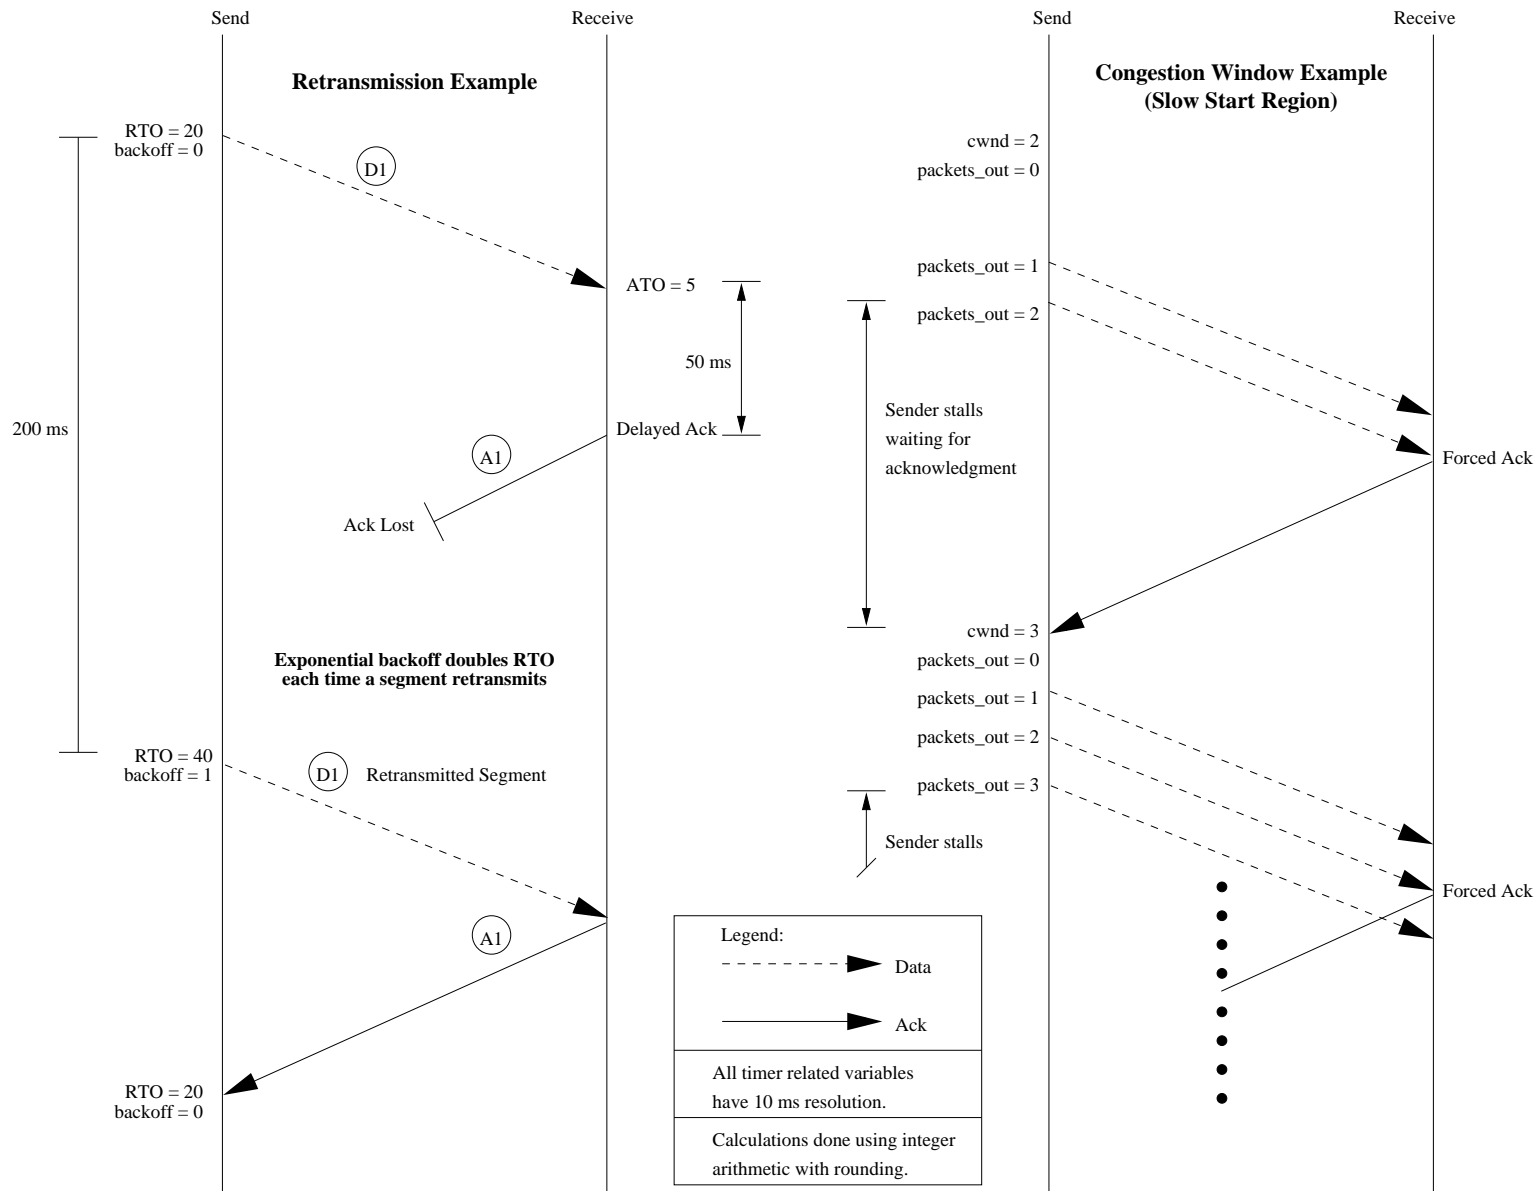 Send
Receive
Retransmission Example
RTO = 20
backoff = 0
D1
ATO = 5
50 ms
200 ms
Delayed Ack
A1
Ack Lost
Exponential backoff doubles RTO
each time a segment retransmits
RTO = 40
backoff = 1
D1
Retransmitted Segment
A1
RTO = 20
backoff = 0
Send
Receive
Congestion Window Example
(Slow Start Region)
cwnd = 2
packets_out = 0
packets_out = 1
packets_out = 2
Sender stalls
waiting for
acknowledgment
Forced Ack
cwnd = 3
packets_out = 0
packets_out = 1
packets_out = 2
packets_out = 3
Sender stalls
Forced Ack
Legend:
Data
Ack
All timer related variables
have 10 ms resolution.
Calculations done using integer
arithmetic with rounding.